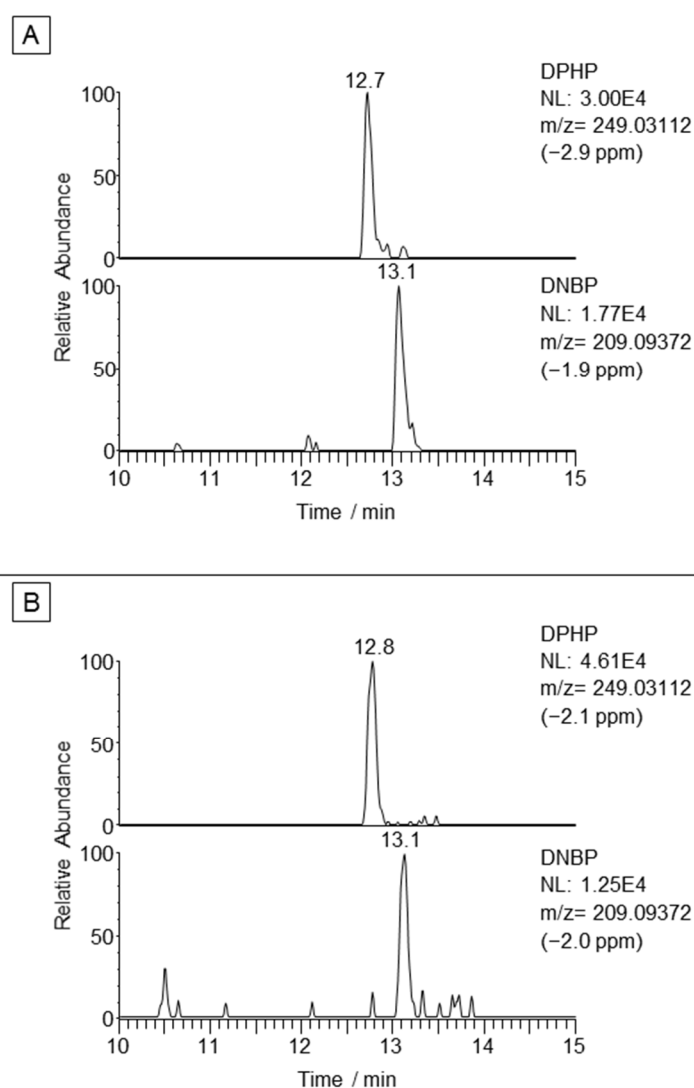 A
12.7
DPHP
NL: 3.00E4
m/z= 249.03112
(−2.9 ppm)
100
50
0
13.1
DNBP
NL: 1.77E4
m/z= 209.09372
(−1.9 ppm)
100
50
0
Relative Abundance
10 11 12 13 14 15
Time / min
B
12.8
DPHP
NL: 4.61E4
m/z= 249.03112
(−2.1 ppm)
100
50
0
13.1
DNBP
NL: 1.25E4
m/z= 209.09372
(−2.0 ppm)
100
50
0
Relative Abundance
10 11 12 13 14 15
Time / min